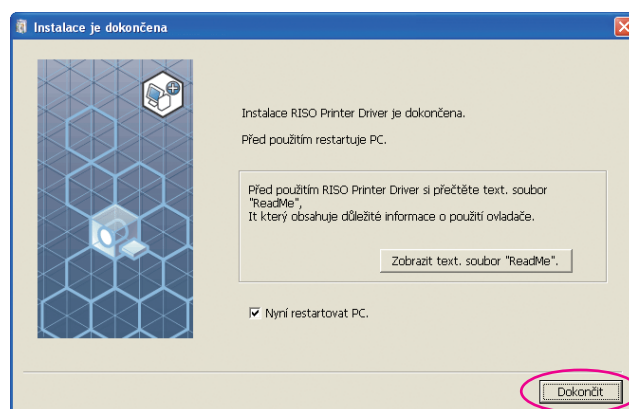 Instalace je dokončena
Instalace RISO Printer Driver je dokončena.
Před použitím restartuje PC.
Před použitím RISO Printer Driver si přečtěte text. soubor
"ReadMe",
It který obsahuje důležité informace o použití ovladače.
Zobrazit text. soubor "ReadMe".
Nyní restartovat PC.
Dokončit